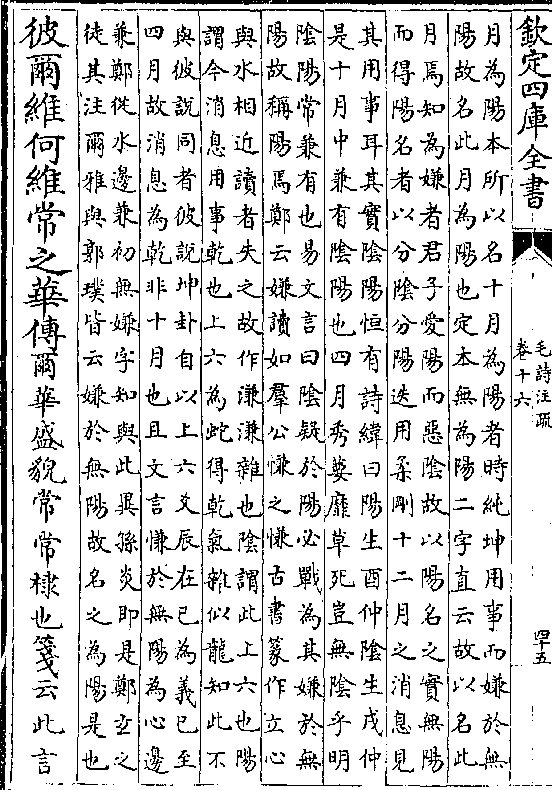 欽定四庫全書
毛詩注疏
卷十六
四十五
月為陽本所以名十月為陽者時純坤用事而嫌於無
陽故名此月為陽也定本無為陽二字直云故以名此
月焉知為嫌者君子愛陽而惡陰故以陽名之實無陽
而得陽名者以分陰分陽迭用柔剛十二月之消息見
其用事耳其實陰陽恒有詩緯曰陽生酉仲陰生戌仲
是十月中兼有陰陽也四月秀葽靡草死豈無陰乎明
陰陽常兼有也易文言曰陰疑於陽必戰為其嫌於無
陽故稱陽焉鄭云嫌讀如羣公慊之慊古書篆作立心
與水相近讀者失之故作溓溓雜也陰謂此上六也陽
謂今消息用事乾也上六為蛇得乾氣雜似龍知此不
與彼說同者彼說坤卦自以上六爻辰在巳為義巳至
四月故消息為乾非十月也且文言慊於無陽為心邊
兼鄭從水邊兼初無嫌字知與此異孫炎即是鄭玄之
徒其注爾雅與郭璞皆云嫌於無陽故名之為陽是也
彼爾維何維常之華傳爾華盛貌常常棣也箋云此言